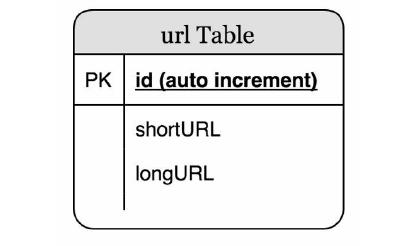 url Table
PK id (auto increment)
shortURL
longURL